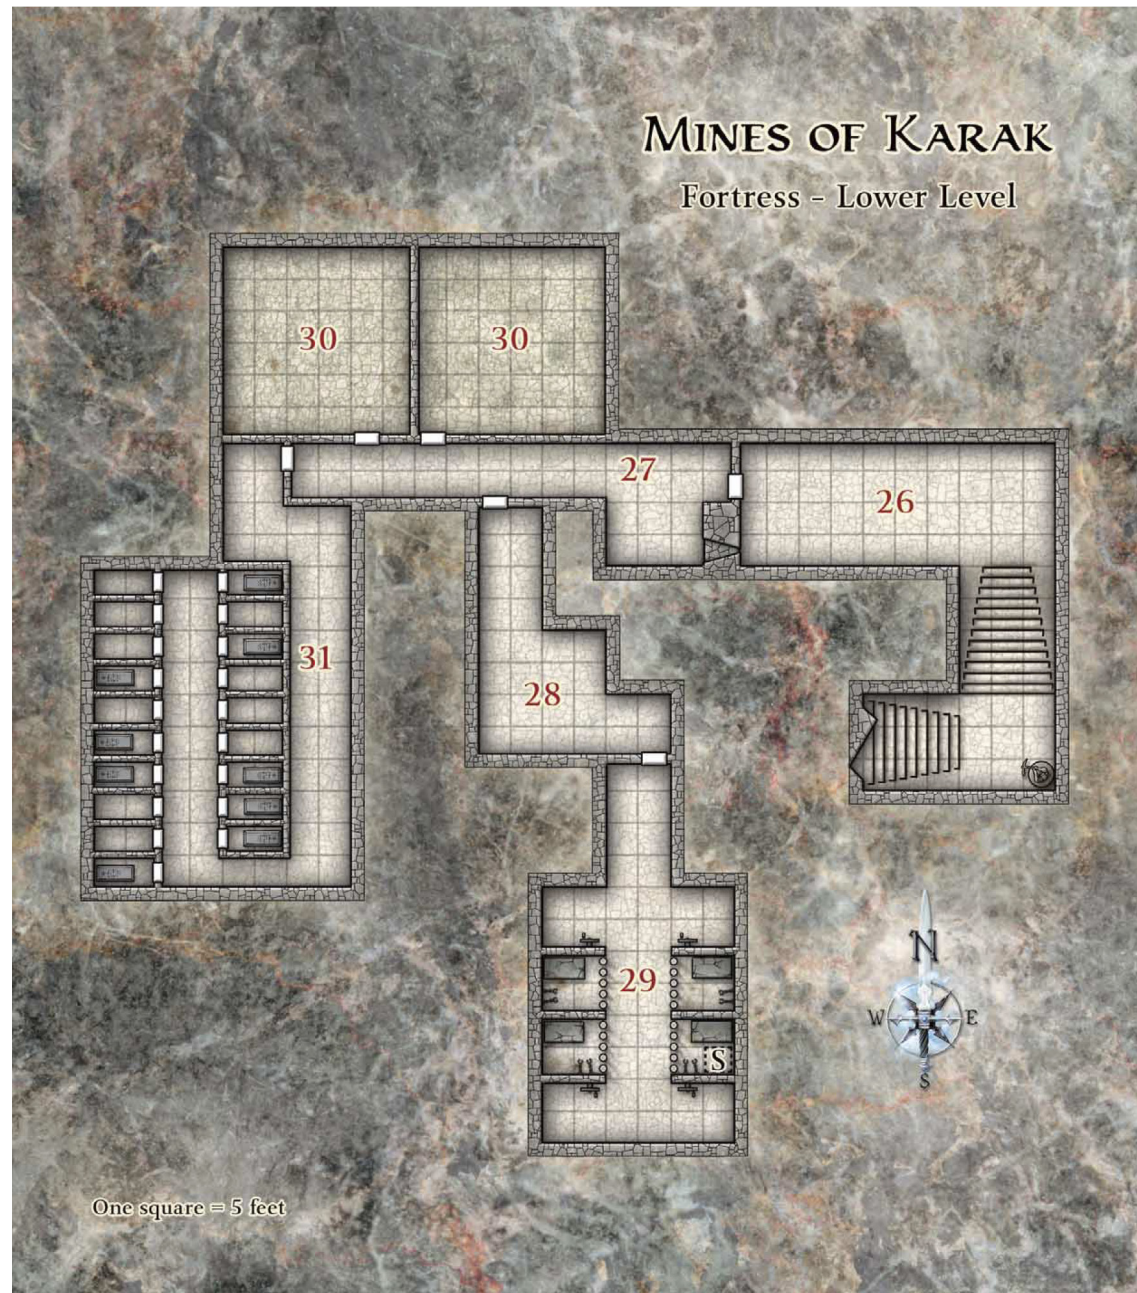 MINES OF KARAK
Fortress – Lower Level
30
30
27
26
31
28
29
S
N
W E
S
One square = 5 feet